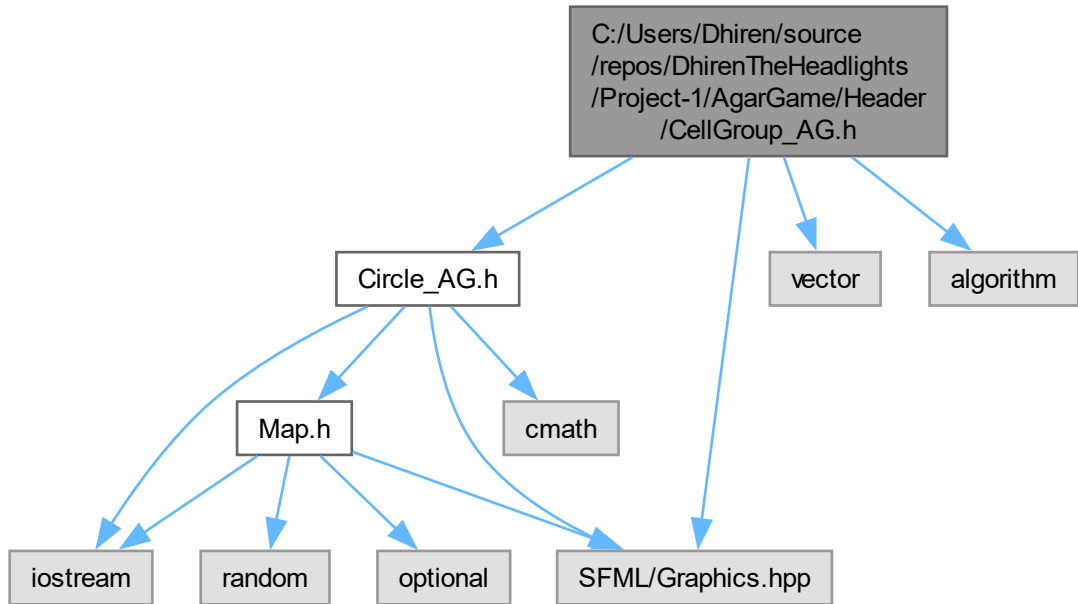 C:/Users/Dhiren/source
/repos/DhirenTheHeadlights
/Project-1/AgarGame/Header
/CellGroup_AG.h
Circle_AG.h
vector
algorithm
Map.h
cmath
iostream
random
optional
SFML/Graphics.hpp